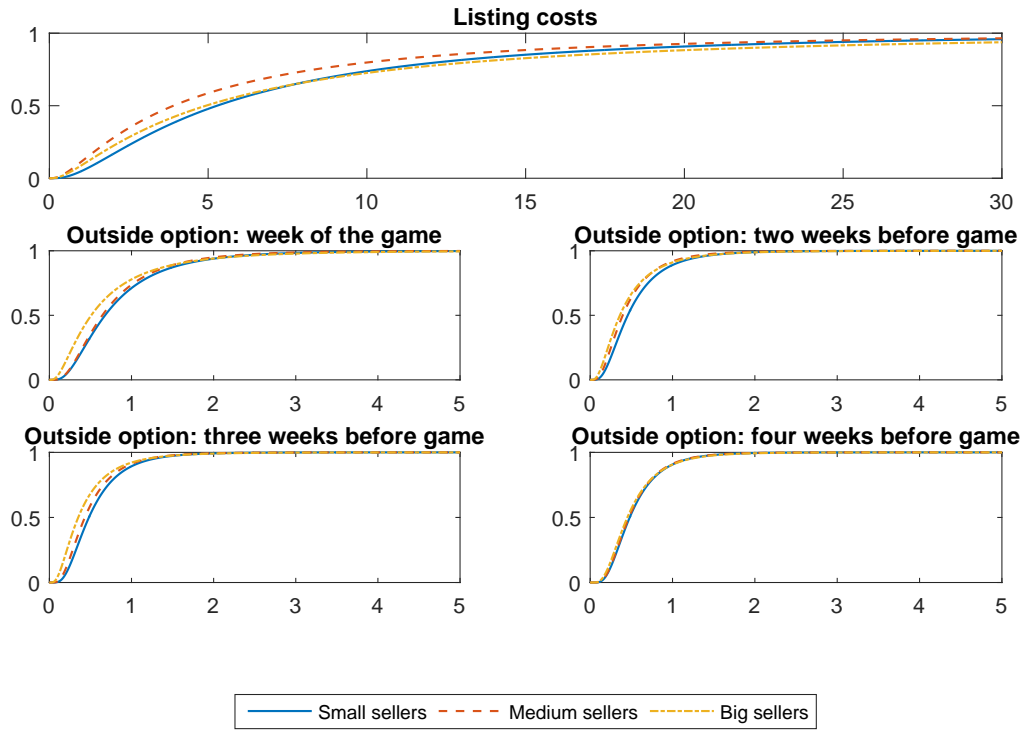 Listing costs
1
0.5
0
0 5 10 15 20 25 30
Outside option: week of the game
1
0.5
0
0 1 2 3 4 5
Outside option: two weeks before game
1
0.5
0
0 1 2 3 4 5
Outside option: three weeks before game
1
0.5
0
0 1 2 3 4 5
Outside option: four weeks before game
1
0.5
0
0 1 2 3 4 5
Small sellers Medium sellers Big sellers